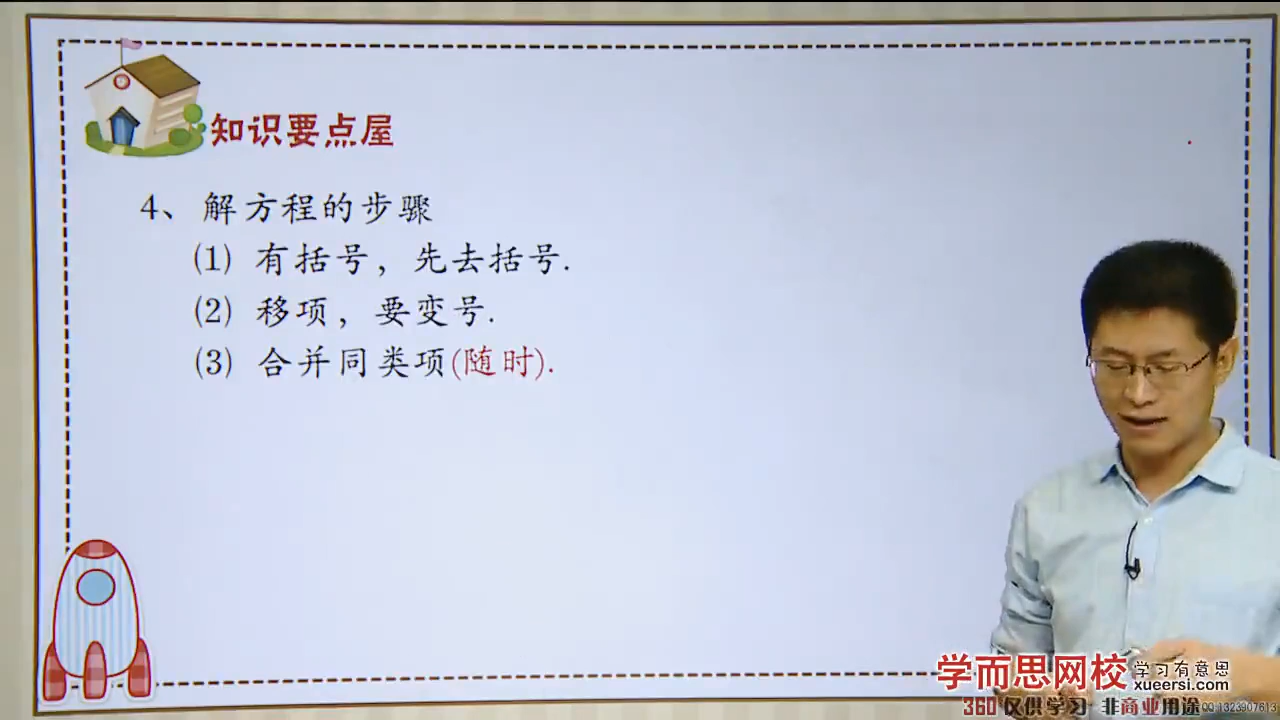 知识要点屋
4、解方程的步骤
(1) 有括号，先去括号.
(2) 移项，要变号.
(3) 合并同类项(随时).
学而思网校 学习有意思
xueersi.com
360 仅供学习 非商业用途